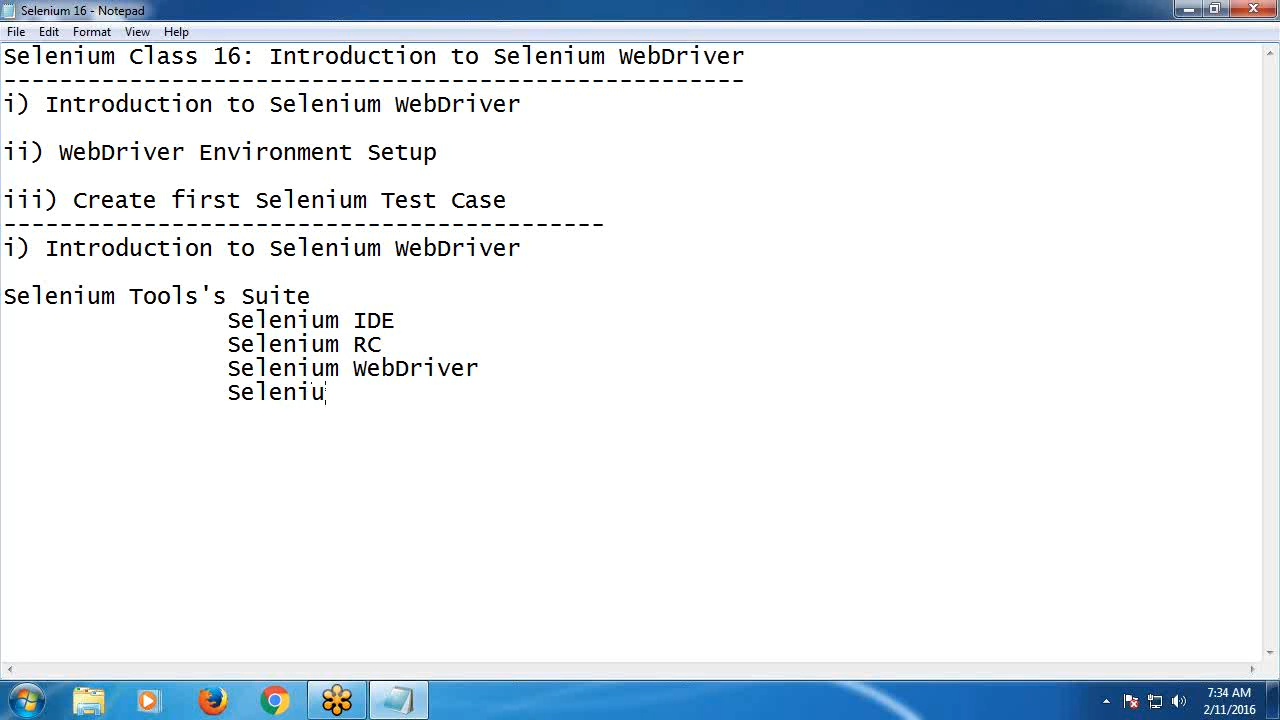 Selenium 16 - Notepad
File Edit Format View Help
Selenium Class 16: Introduction to Selenium WebDriver
-----------------------------------------------------
i) Introduction to Selenium WebDriver
ii) WebDriver Environment Setup
iii) Create first Selenium Test Case
-------------------------------------------
i) Introduction to Selenium WebDriver
Selenium Tools's Suite
Selenium IDE
Selenium RC
Selenium WebDriver
Seleniu
7:34 AM
2/11/2016